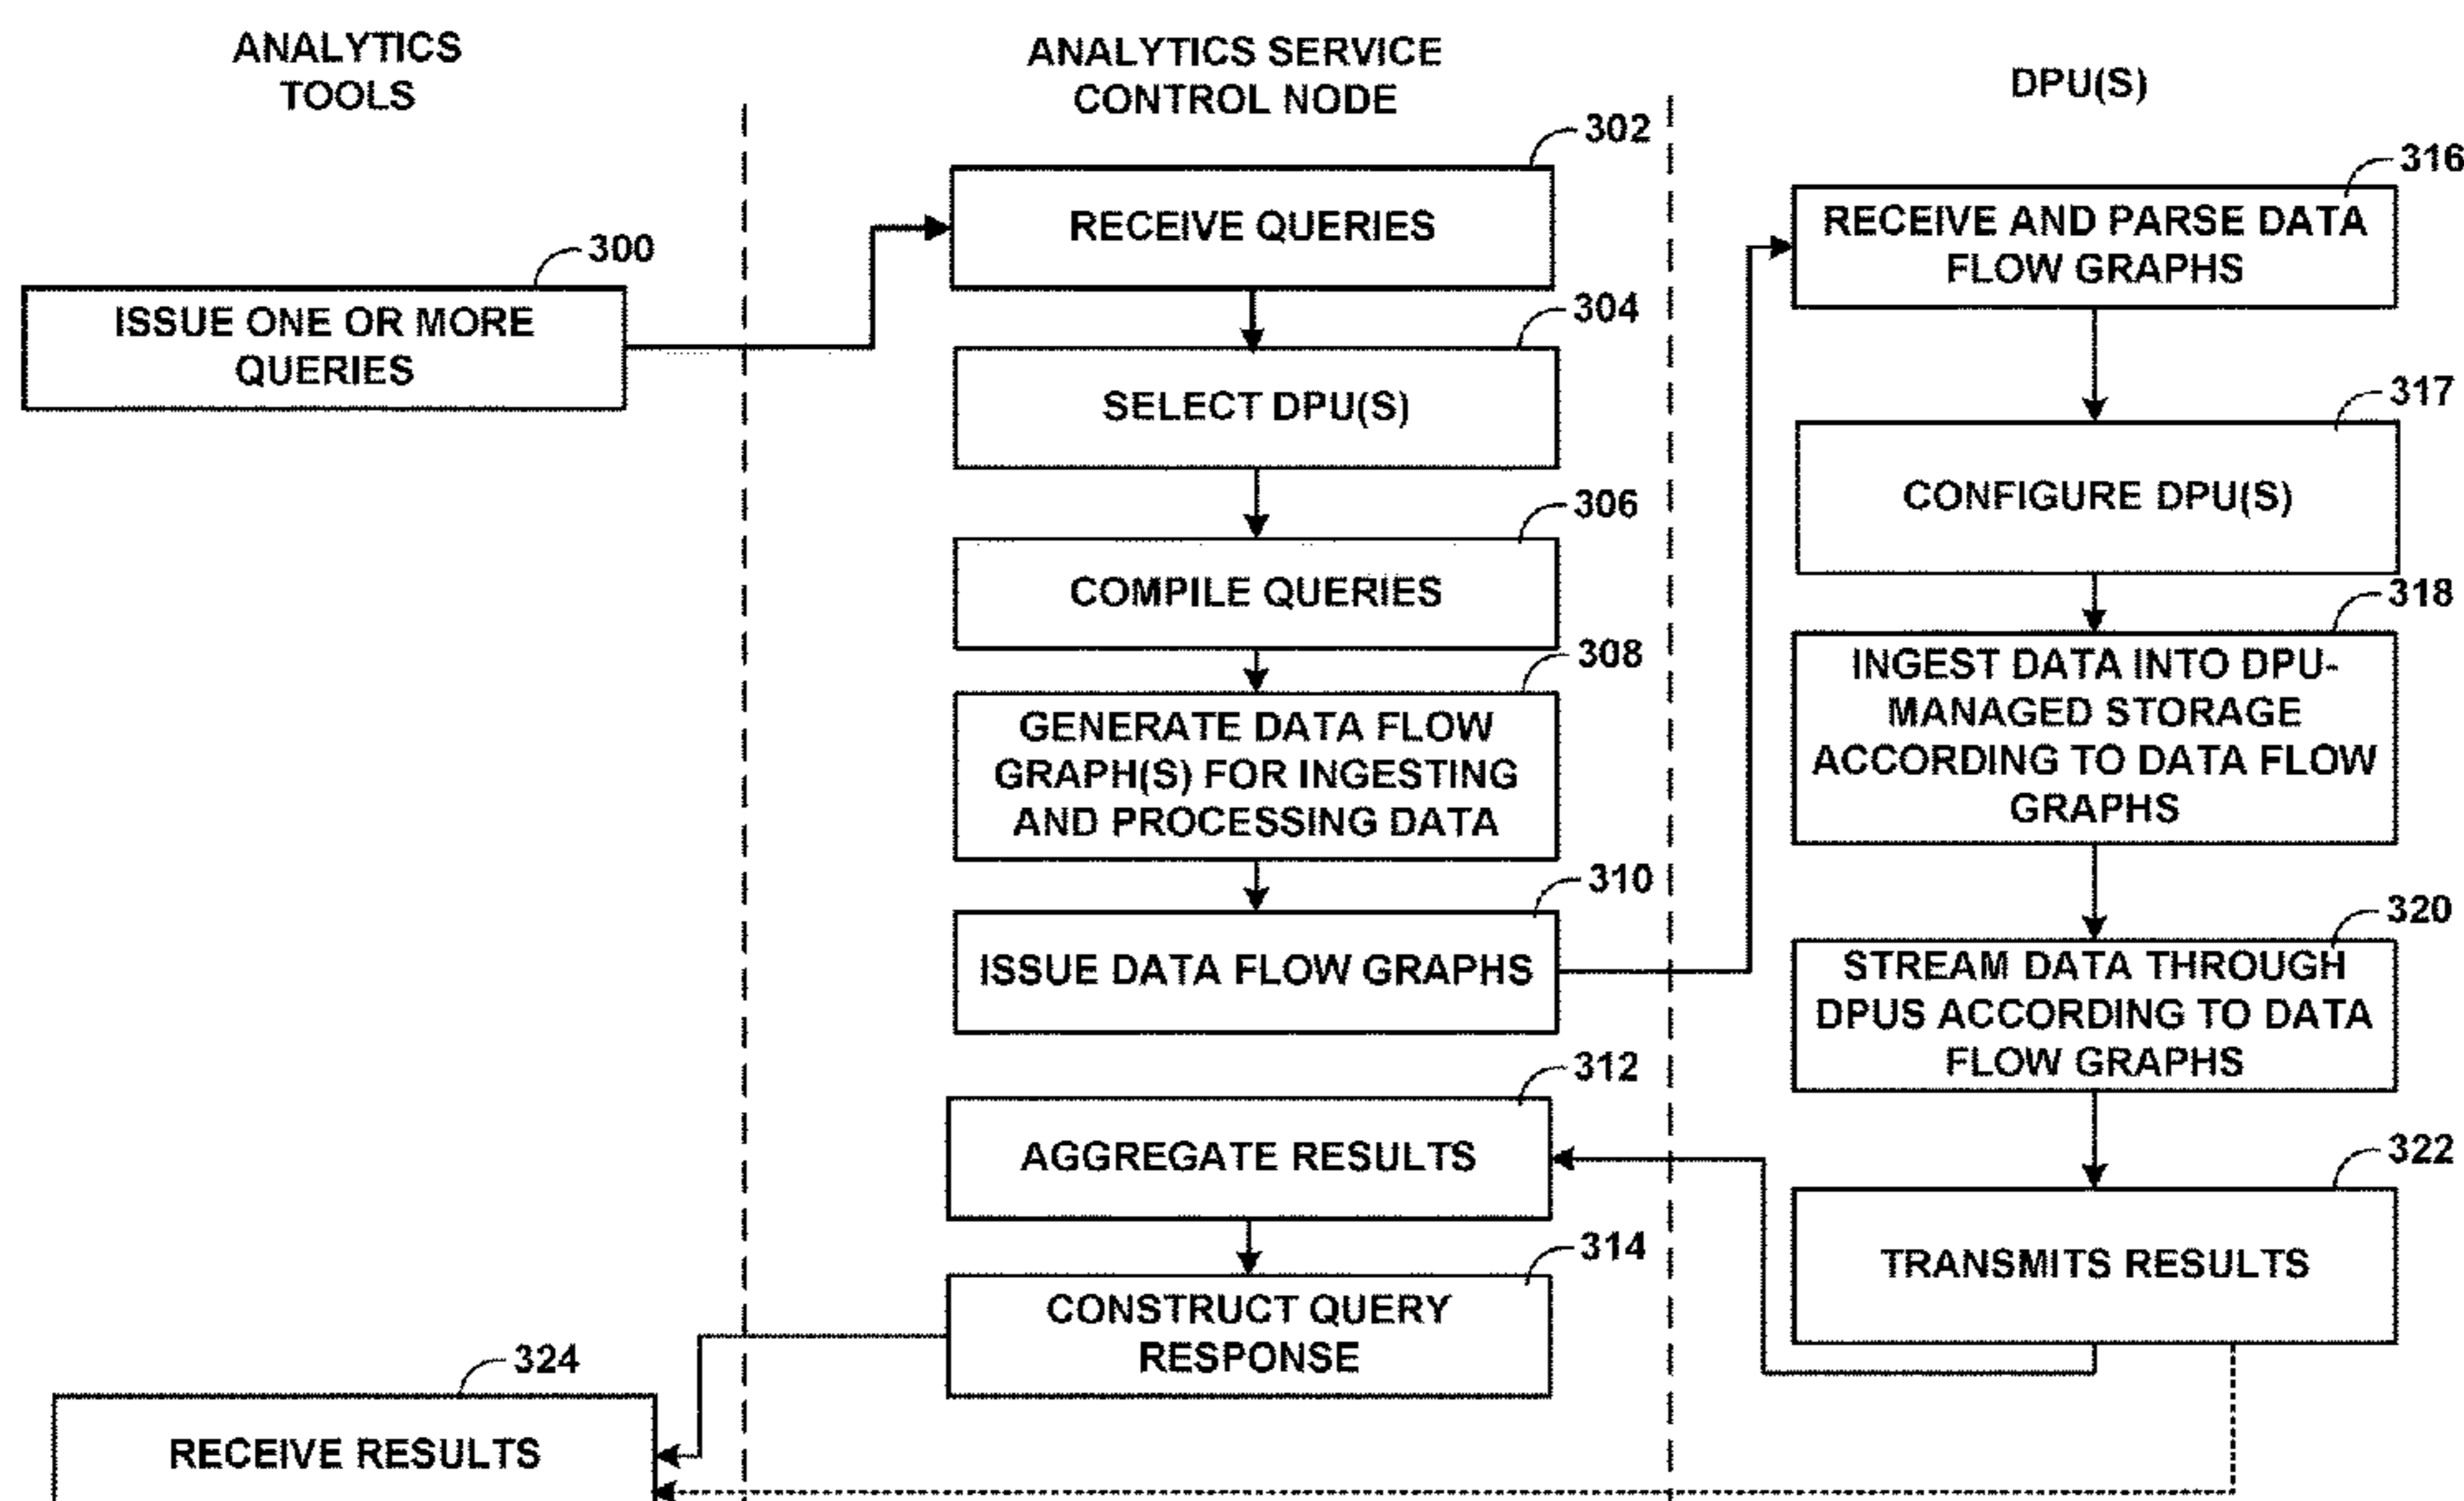 ANALYTICS
TOOLS
300
ISSUE ONE OR MORE
QUERIES
324
RECEIVE RESULTS
ANALYTICS SERVICE
CONTROL NODE
302
RECEIVE QUERIES
304
SELECT DPU(S)
306
COMPILE QUERIES
308
GENERATE DATA FLOW
GRAPH(S) FOR INGESTING
AND PROCESSING DATA
310
ISSUE DATA FLOW GRAPHS
312
AGGREGATE RESULTS
314
CONSTRUCT QUERY
RESPONSE
DPU(S)
316
RECEIVE AND PARSE DATA
FLOW GRAPHS
317
CONFIGURE DPU(S)
318
INGEST DATA INTO DPU-
MANAGED STORAGE
ACCORDING TO DATA FLOW
GRAPHS
320
STREAM DATA THROUGH
DPUS ACCORDING TO DATA
FLOW GRAPHS
322
TRANSMITS RESULTS